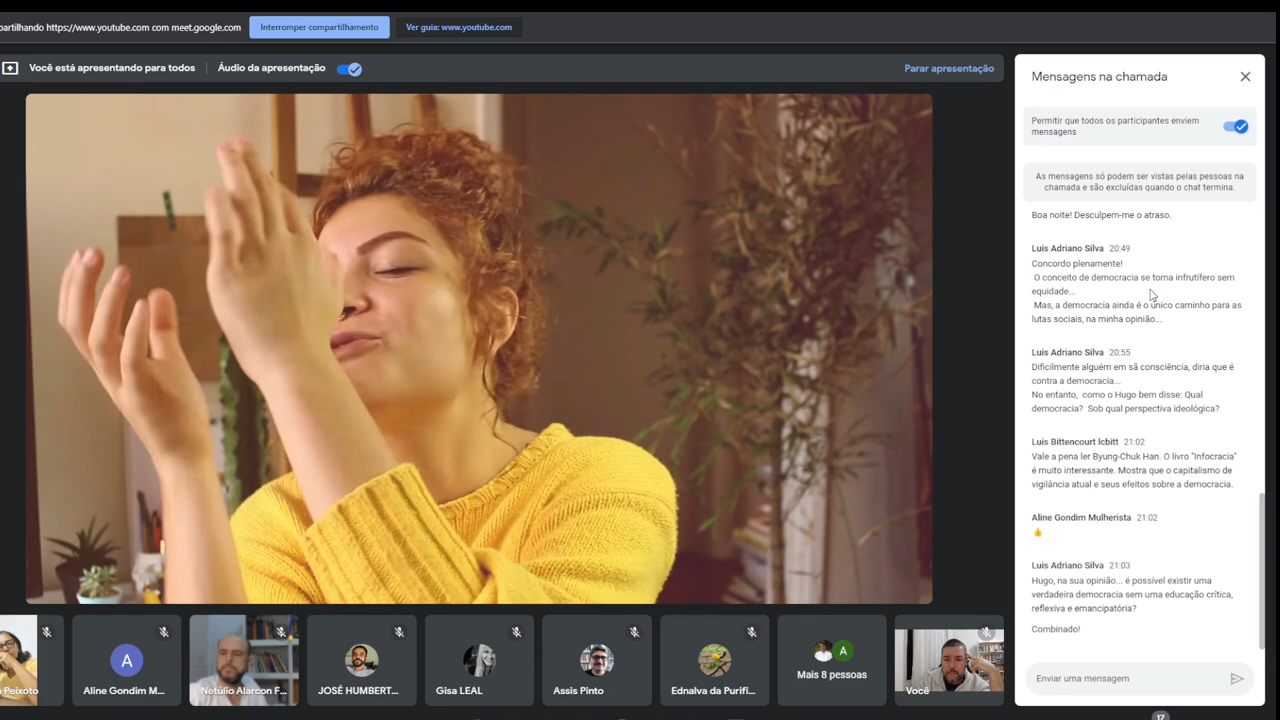 partilhando https://www.youtube.com com meet.google.com
Interromper compartilhamento
Ver guia: www.youtube.com
Você está apresentando para todos
Áudio da apresentação
Parar apresentação
Mensagens na chamada
Permitir que todos os participantes enviem
mensagens
As mensagens só podem ser vistas pelas pessoas na
chamada e são excluídas quando o chat termina.
Boa noite! Desculpem-me o atraso.
Luis Adriano Silva 20:49
Concordo plenamente!
O conceito de democracia se torna infrutífero sem
equidade...
Mas, a democracia ainda é o único caminho para as
lutas sociais, na minha opinião...
Luis Adriano Silva 20:55
Dificilmente alguém em sã consciência, diria que é
contra a democracia...
No entanto, como o Hugo bem disse: Qual
democracia? Sob qual perspectiva ideológica?
Luis Bittencourt lcbitt 21:02
Vale a pena ler Byung-Chuk Han. O livro "Infocracia"
é muito interessante. Mostra que o capitalismo de
vigilância atual e seus efeitos sobre a democracia.
Aline Gondim Mulherista 21:02
👍
Luis Adriano Silva 21:03
Hugo, na sua opinião... é possível existir uma
verdadeira democracia sem uma educação crítica,
reflexiva e emancipatória?
Combinado!
Enviar uma mensagem
Peixoto
A
Aline Gondim M...
Netúlio Alarcon F...
JOSÉ HUMBERT...
Gisa LEAL
Assis Pinto
Ednalva da Purifi...
A
Mais 8 pessoas
Você
17